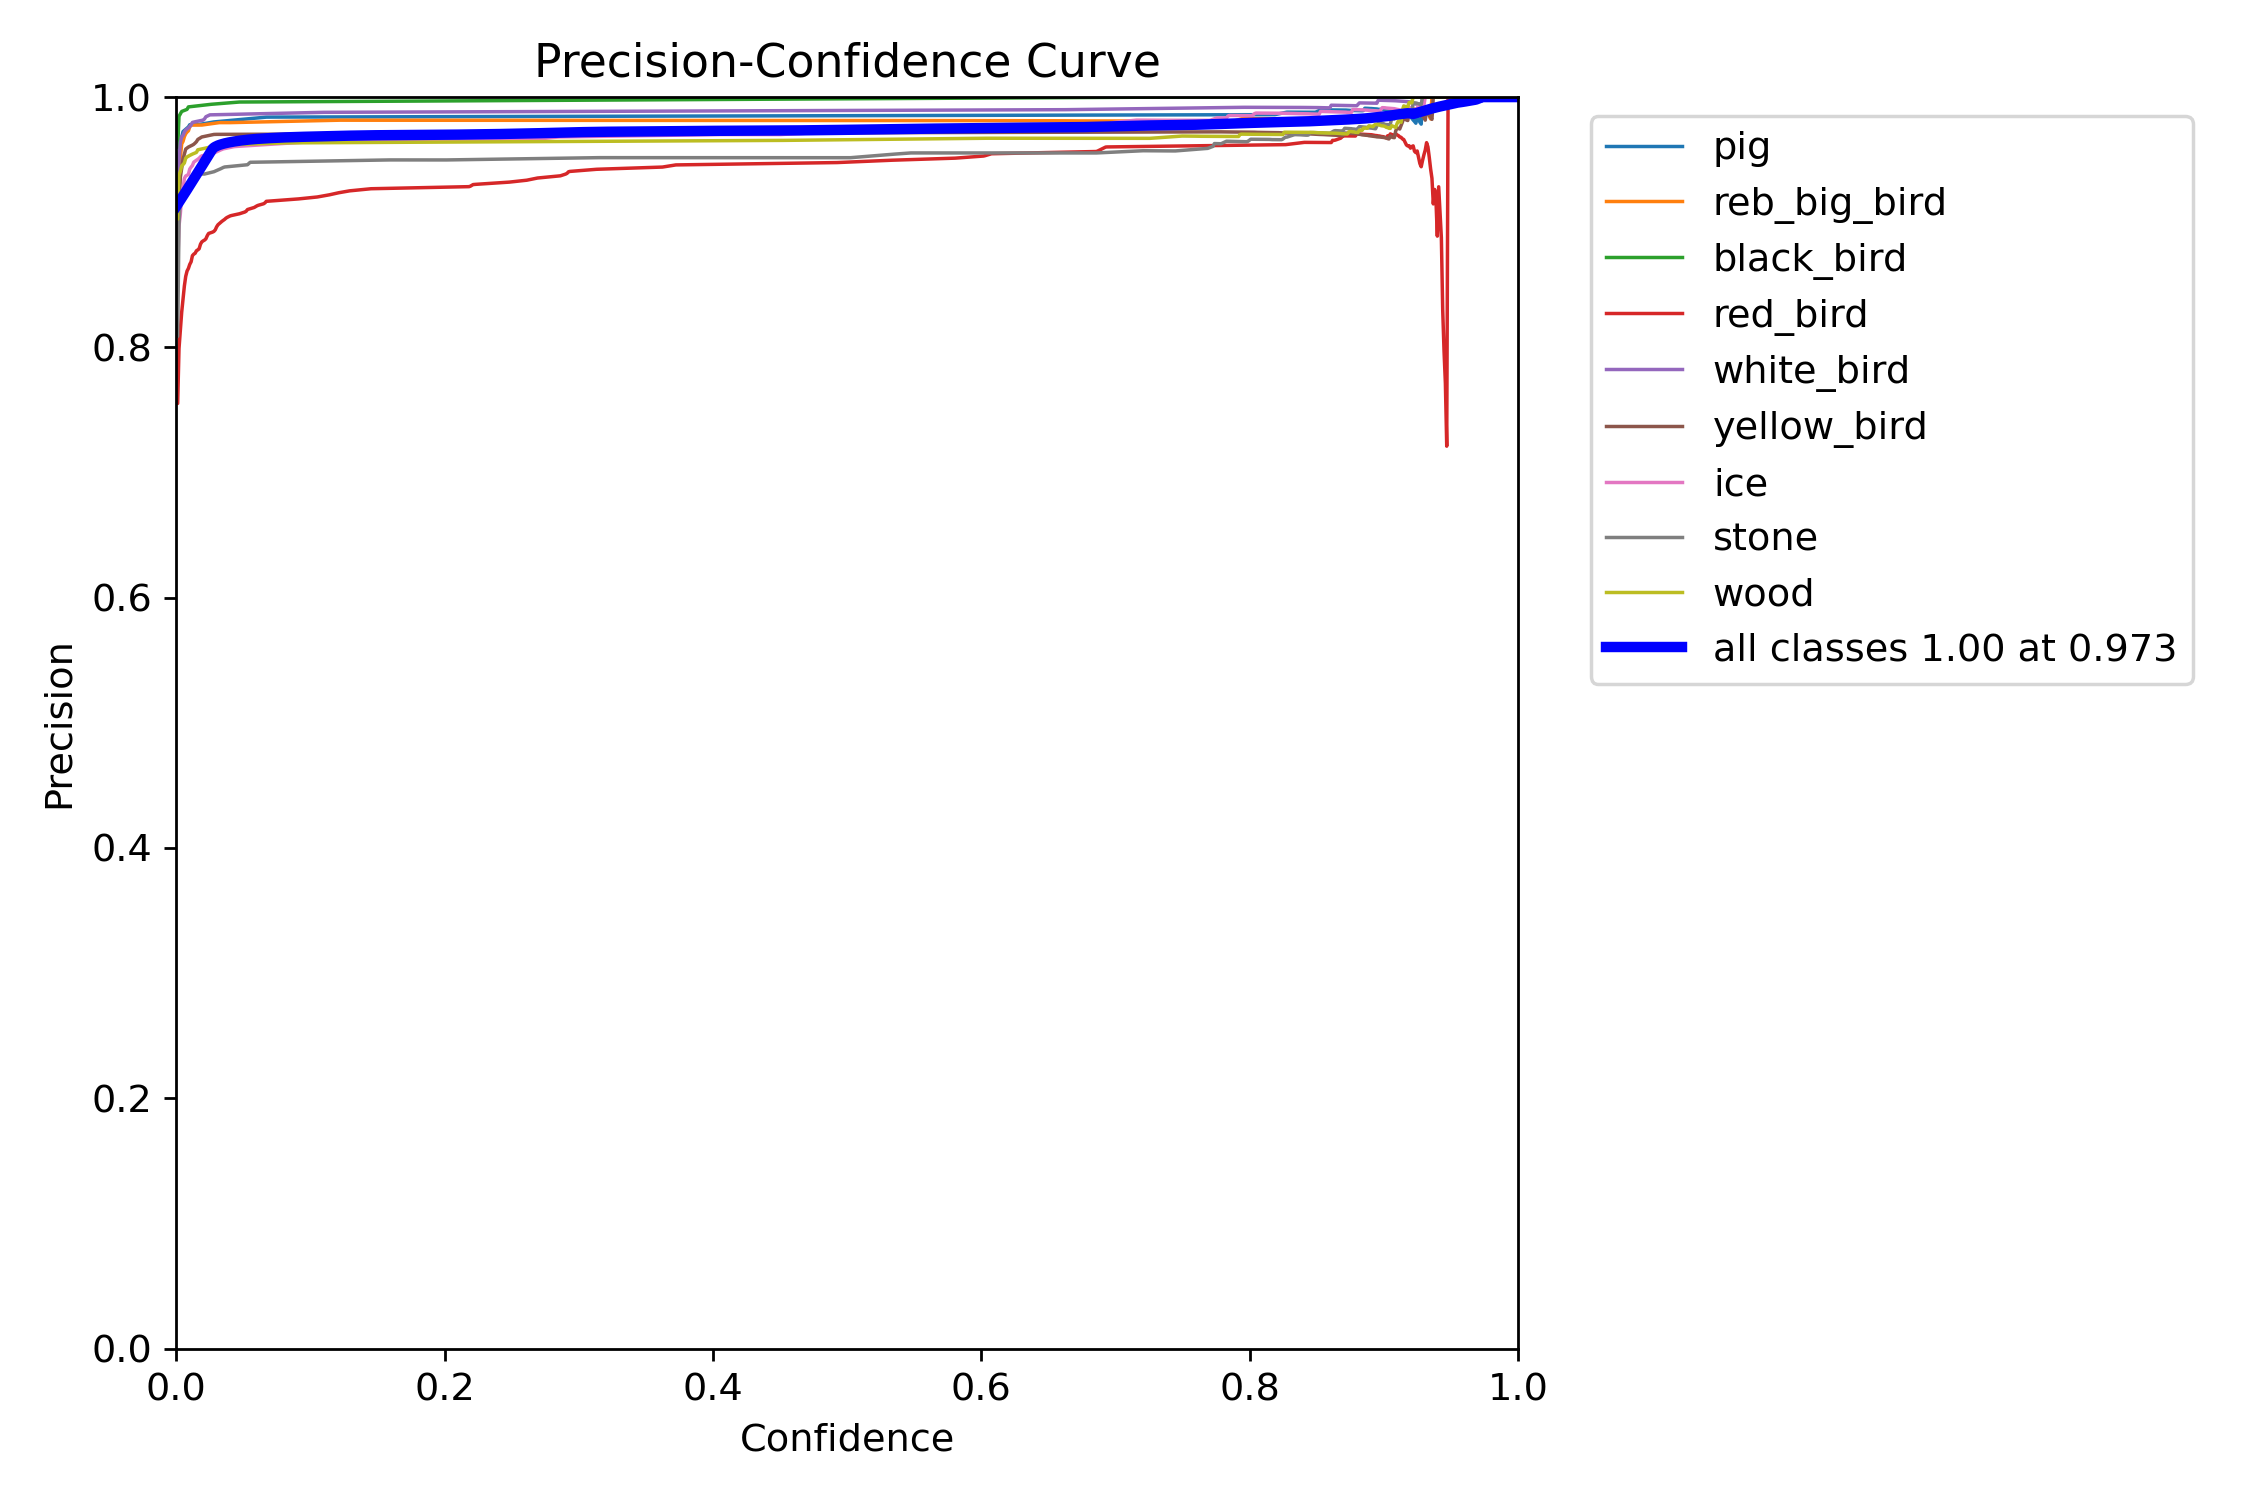 Precision-Confidence Curve
1.0
0.8
0.6
0.4
0.2
0.0
Precision
0.0
0.2
0.4
0.6
0.8
1.0
Confidence
pig
reb_big_bird
black_bird
red_bird
white_bird
yellow_bird
ice
stone
wood
all classes 1.00 at 0.973